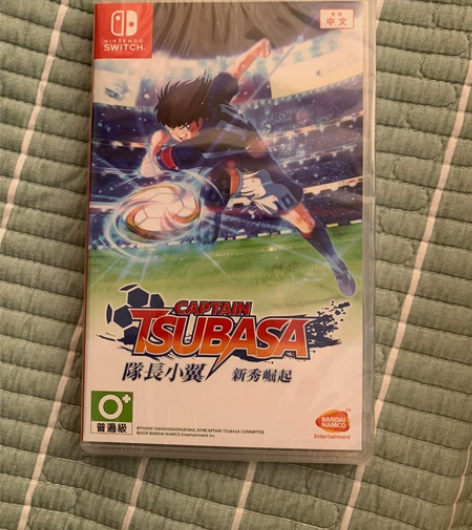 NINTENDO
SWITCH
中文
CAPTAIN
TSUBASA
隊長小翼 新秀崛起
0+
普遍級
BANDAI
NAMCO
Entertainment